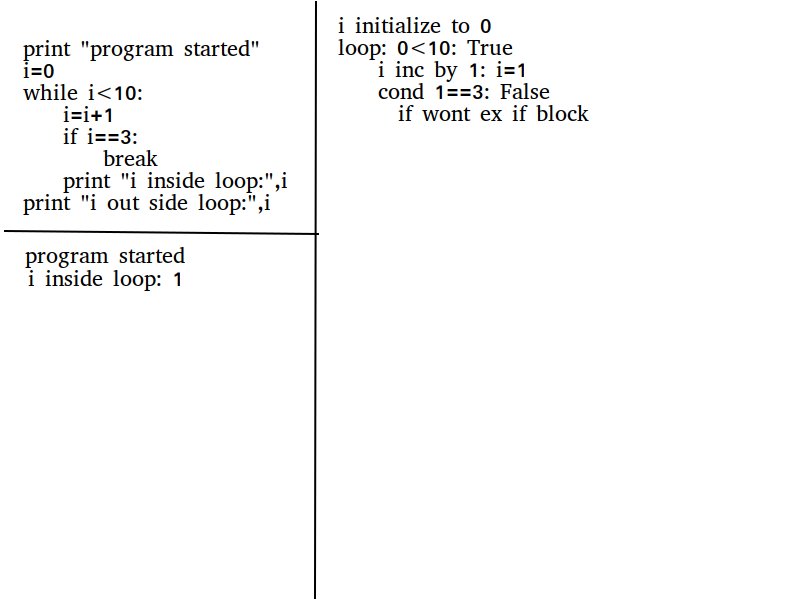 print "program started"
i=0
while i<10:
i=i+1
if i==3:
break
print "i inside loop:",i
print "i out side loop:",i
program started
i inside loop: 1
i initialize to 0
loop: 0<10: True
i inc by 1: i=1
cond 1==3: False
if wont ex if block